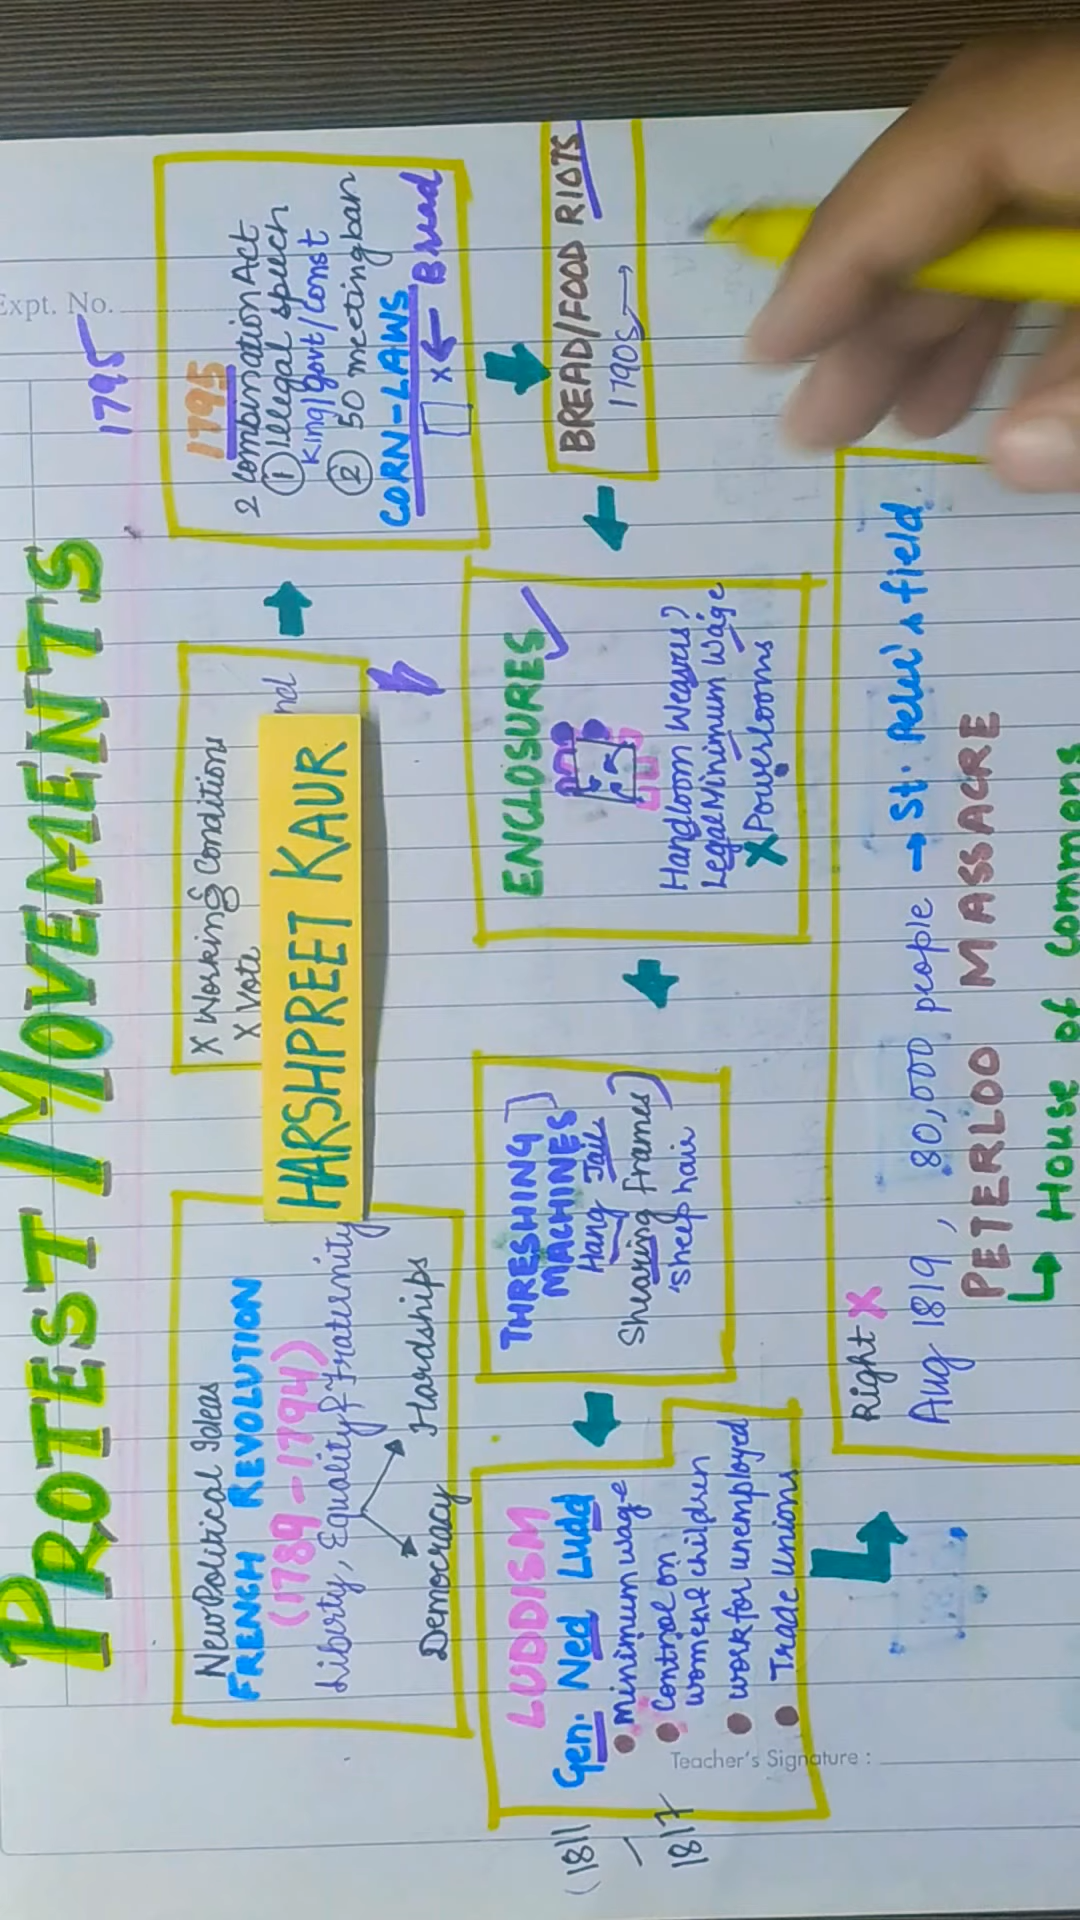 Expt. No.
PROTEST MOVEMENTS
1795
New Political Ideas
FRENCH REVOLUTION
(1789-1794)
Liberty, Equality & Fraternity
Democracy Hardships
X Working Condition
X Vote
HARSHPREET KAUR
1795
2 Combination Act
① Illegal speech
King/Govt/Const
② 50 meeting ban
CORN-LAWS
X ← Bread
BREAD/FOOD RIOTS
1790s →
ENCLOSURES
Handloom Weavers?
Legal Minimum Wage
X Powerlooms
THRESHING
MACHINES
Hang Jail
Shearing Frames
'Sheep hair
LUDDISM
Gen. Ned Ludd
• Minimum wage
• Control on
women & children
• work for unemployed
• Trade Unions
(1811
–
1817
Teacher's Signature :
Right X
Aug 1819, 80,000 people → St. Peter's field.
PETERLOO MASSACRE
↳ House of Commons